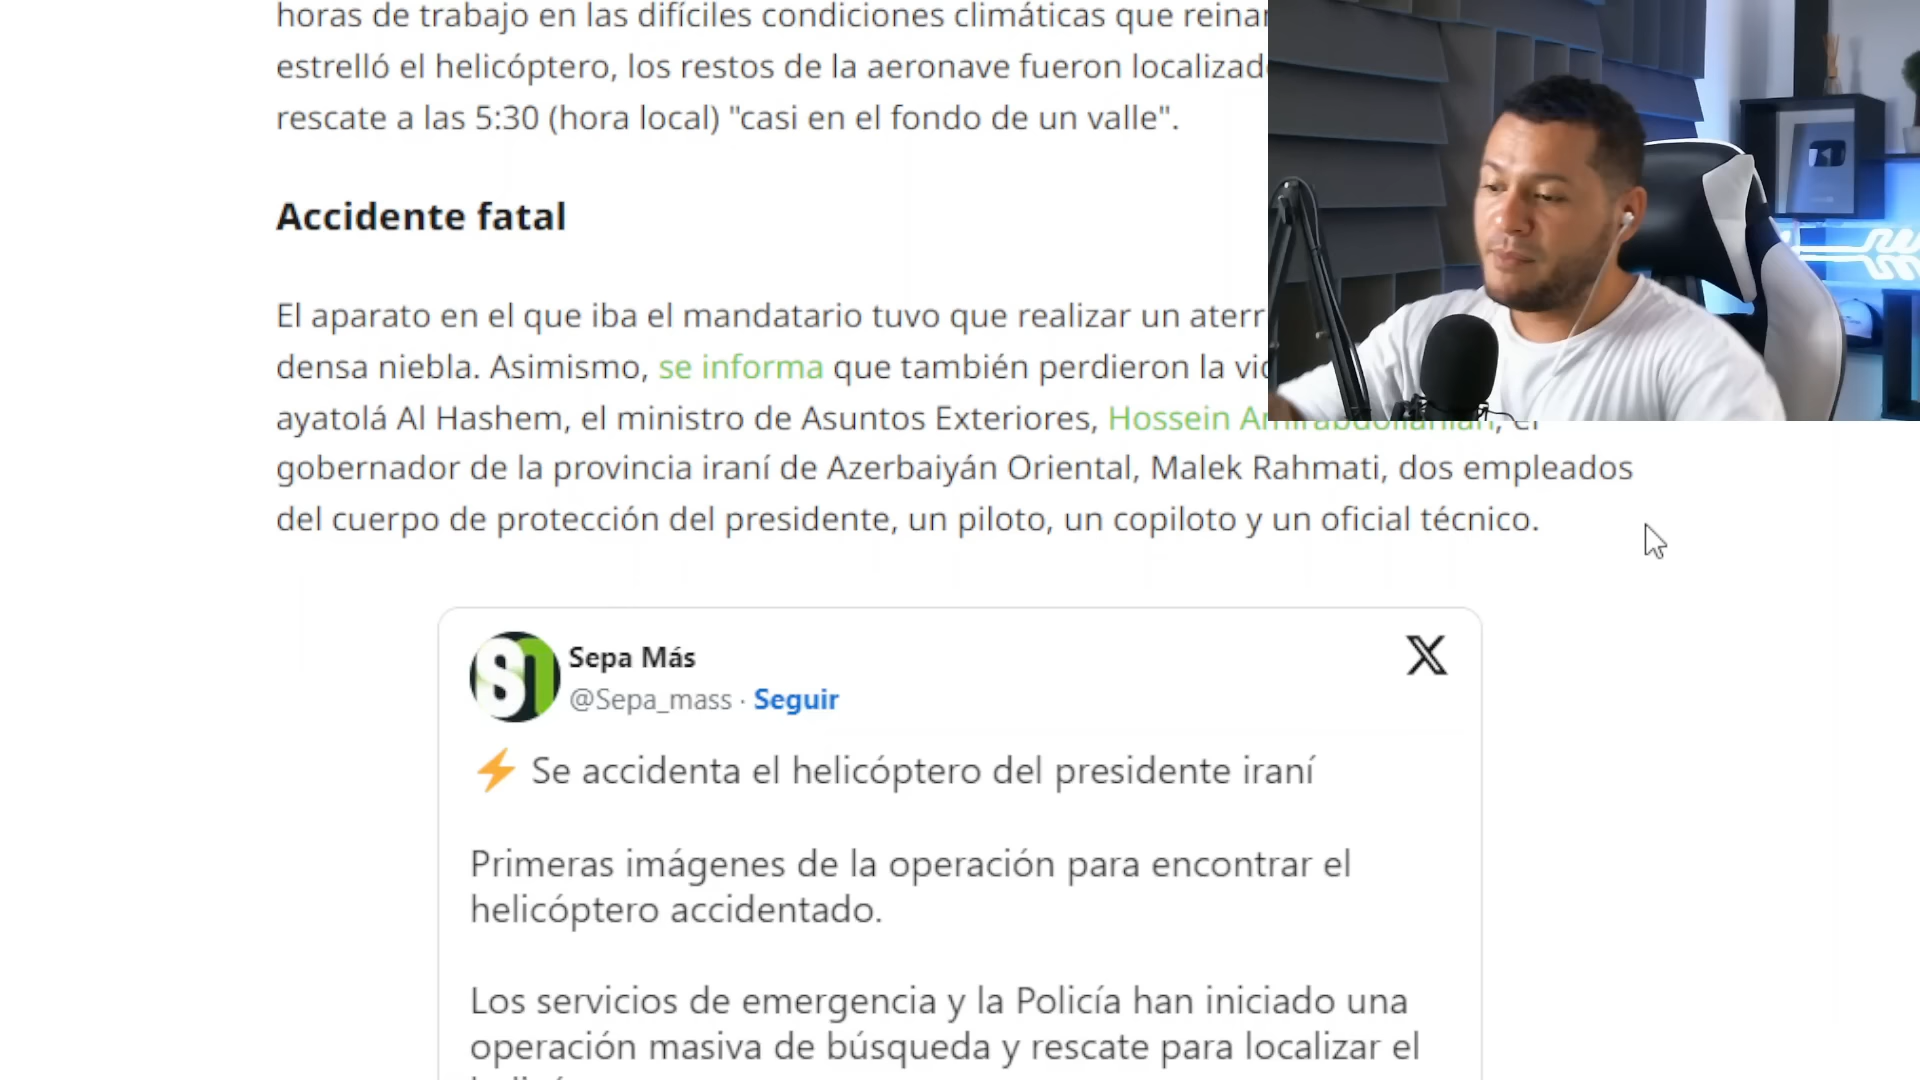 horas de trabajo en las difíciles condiciones climáticas que
estrelló el helicóptero, los restos de la aeronave fueron
rescate a las 5:30 (hora local) "casi en el fondo de un valle".
Accidente fatal
El aparato en el que iba el mandatario tuvo que realizar un
densa niebla. Asimismo, se informa que también perdieron la
ayatolá Al Hashem, el ministro de Asuntos Exteriores, Hossein
gobernador de la provincia iraní de Azerbaiyán Oriental, Malek Rahmati, dos empleados
del cuerpo de protección del presidente, un piloto, un copiloto y un oficial técnico.
Sepa Más
@Sepa_mass · Seguir
⚡ Se accidenta el helicóptero del presidente iraní
Primeras imágenes de la operación para encontrar el
helicóptero accidentado.
Los servicios de emergencia y la Policía han iniciado una
operación masiva de búsqueda y rescate para localizar el